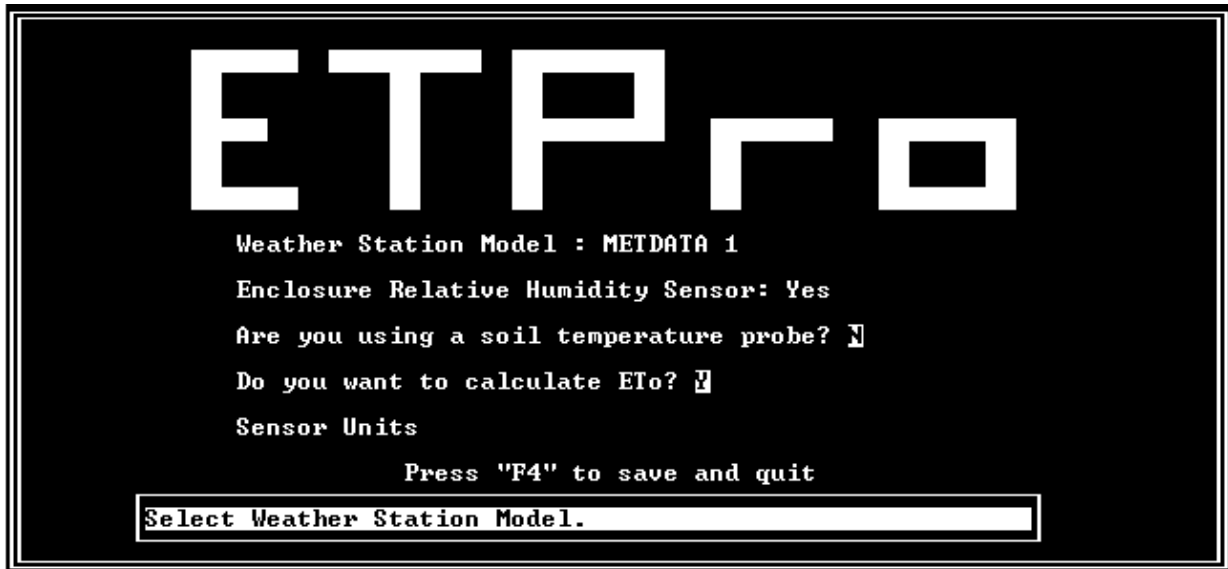 ETPro
Weather Station Model : METDATA 1
Enclosure Relative Humidity Sensor: Yes
Are you using a soil temperature probe? N
Do you want to calculate ETo? Y
Sensor Units
Press "F4" to save and quit
Select Weather Station Model.